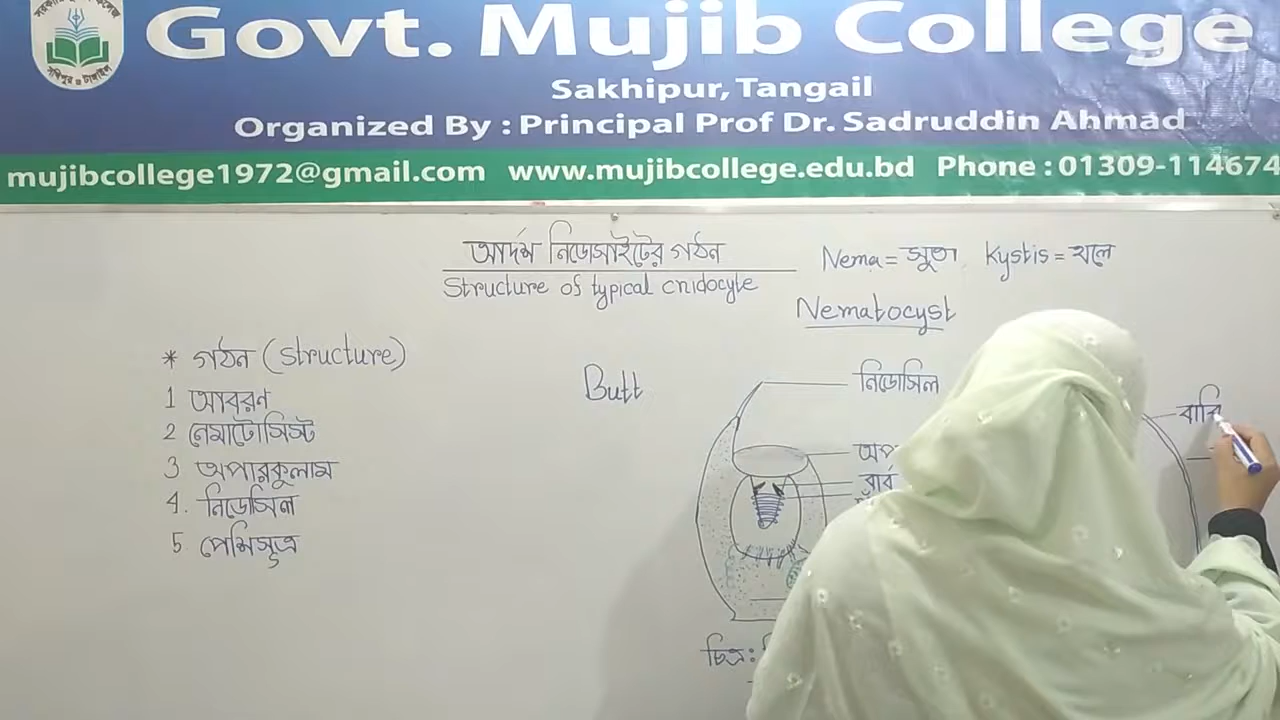 Govt. Mujib College
Sakhipur, Tangail
Organized By : Principal Prof Dr. Sadruddin Ahmad
mujibcollege1972@gmail.com www.mujibcollege.edu.bd Phone : 01309-114674
আদর্শ নিডোসাইটের গঠন
Structure of typical cnidocyte
Nema = সুতা Kystis = থলে
Nematocyst
* গঠন (structure)
1 আবরণ
2 নেমাটোসিস্ট
3 অপারকুলাম
4. নিডোসিল
5 পেশিসূত্র
Butt
নিডোসিল
অপ
বার্ব
বার্ব
চিত্র: